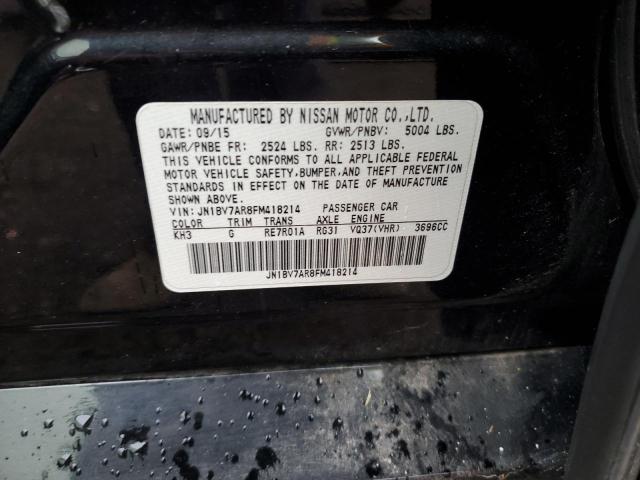 MANUFACTURED BY NISSAN MOTOR CO.,LTD.
DATE: 09/15 GVWR/PNBV: 5004 LBS.
GAWR/PNBE FR: 2524 LBS. RR: 2513 LBS.
THIS VEHICLE CONFORMS TO ALL APPLICABLE FEDERAL
MOTOR VEHICLE SAFETY,BUMPER,AND THEFT PREVENTION
STANDARDS IN EFFECT ON THE DATE OF MANUFACTURE
SHOWN ABOVE.
VIN: JN1BV7AR8FM418214 PASSENGER CAR
COLOR TRIM TRANS AXLE ENGINE
KH3 G RE7R01A RG31 VQ37(VHR) 3696CC
JN1BV7AR8FM418214